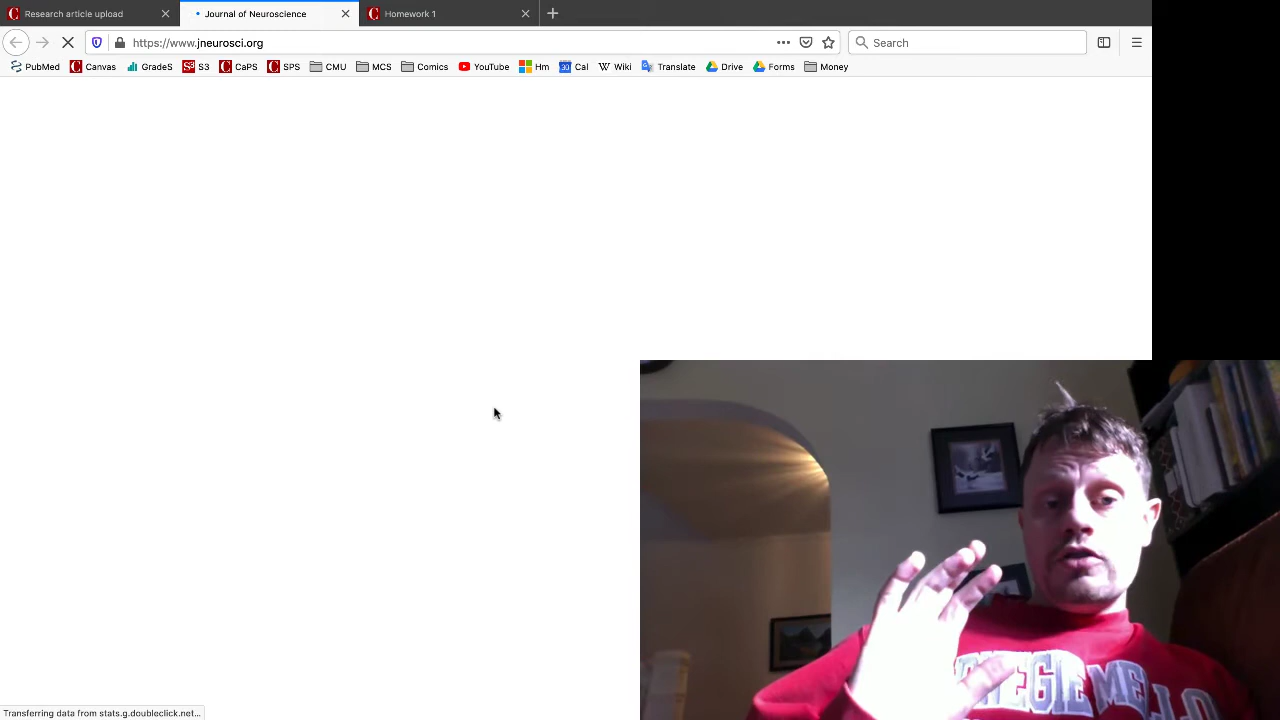 Research article upload
Journal of Neuroscience
Homework 1
https://www.jneurosci.org
Search
PubMed Canvas GradeS S3 CaPS SPS CMU MCS Comics YouTube Hm Cal Wiki Translate Drive Forms Money
Transferring data from stats.g.doubleclick.net...